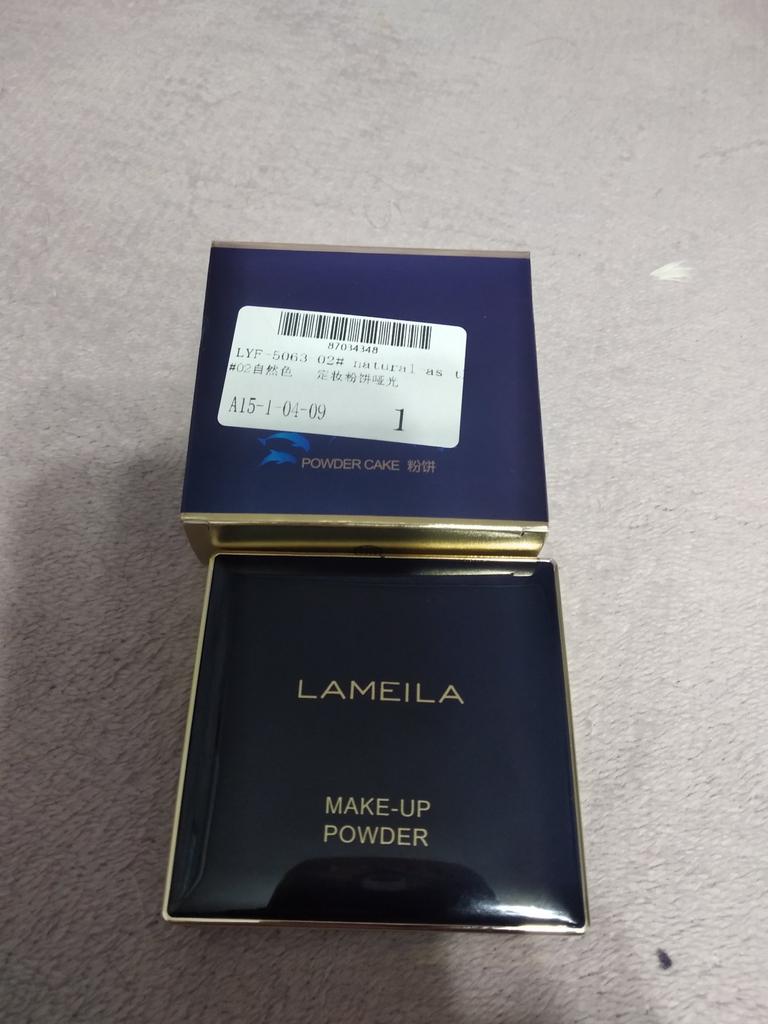 87034348
LYF-5063 02# natural as t
#02自然色 定妆粉饼哑光
A15-1-04-09
1
POWDER CAKE 粉饼
LAMEILA
MAKE-UP
POWDER